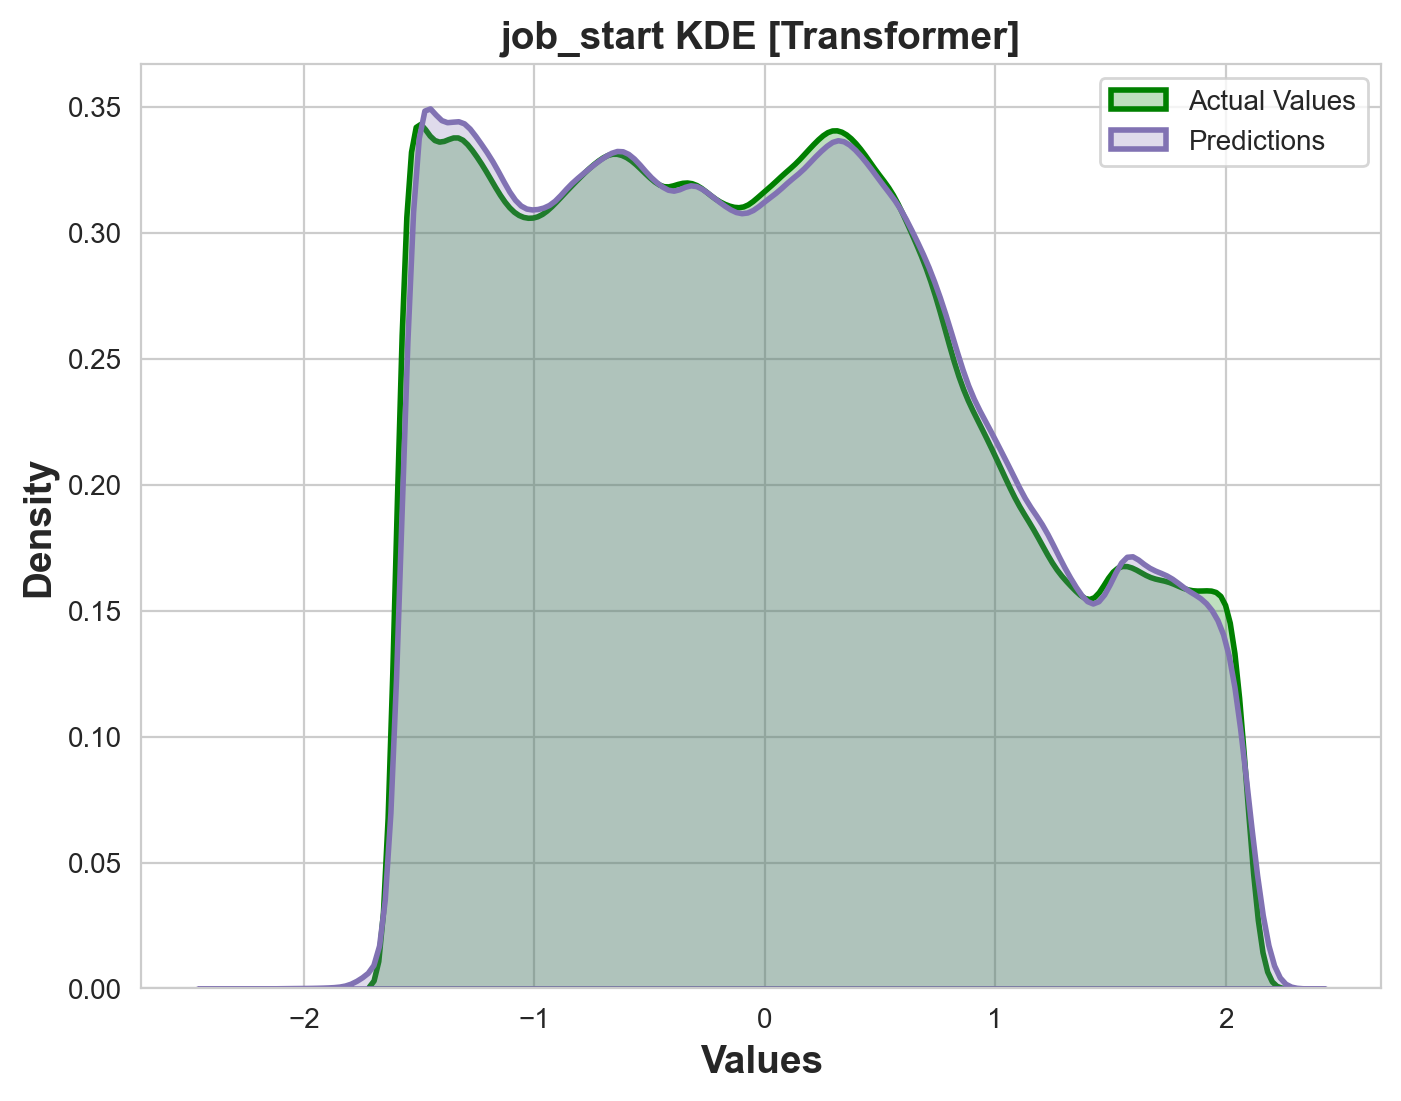 job_start KDE [Transformer]
Actual Values
Predictions
0.35
0.30
0.25
0.20
0.15
0.10
0.05
0.00
Density
−2
−1
0
1
2
Values